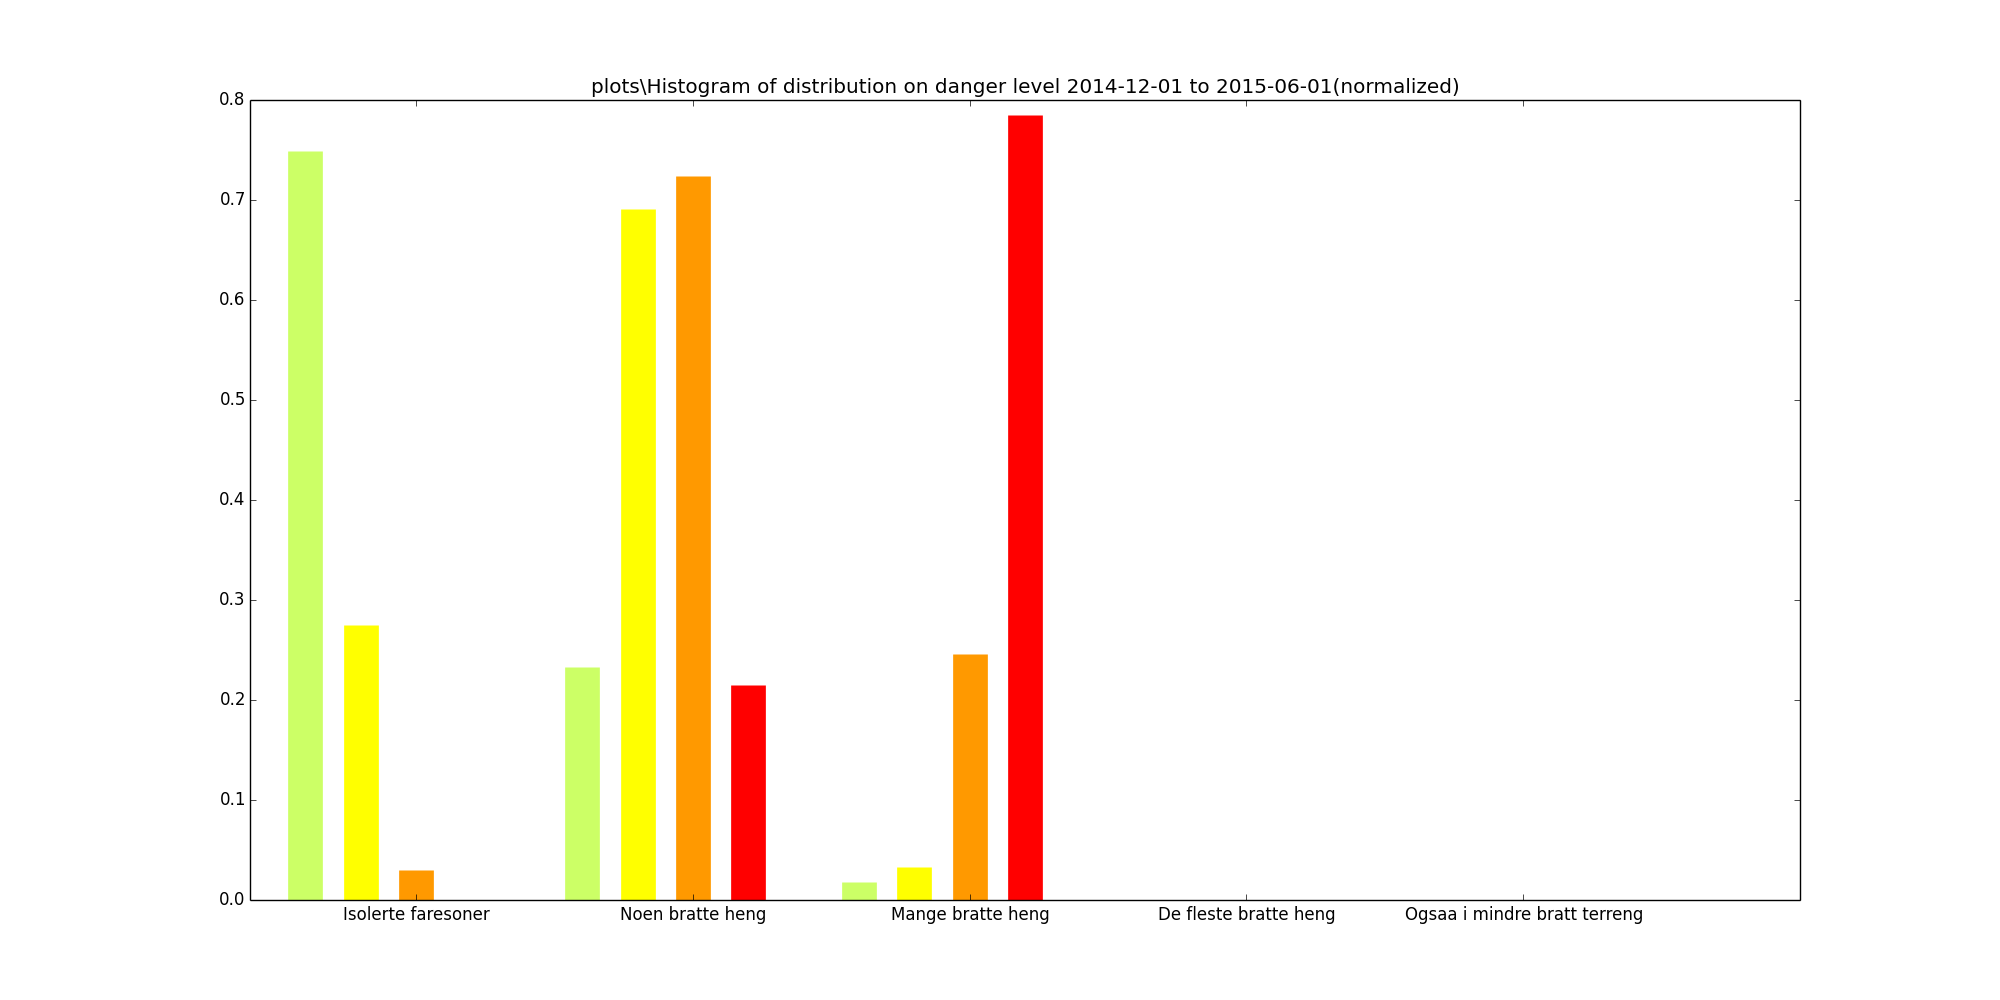 plots\Histogram of distribution on danger level 2014-12-01 to 2015-06-01(normalized)
0.8
0.7
0.6
0.5
0.4
0.3
0.2
0.1
0.0
Isolerte faresoner
Noen bratte heng
Mange bratte heng
De fleste bratte heng
Ogsaa i mindre bratt terreng